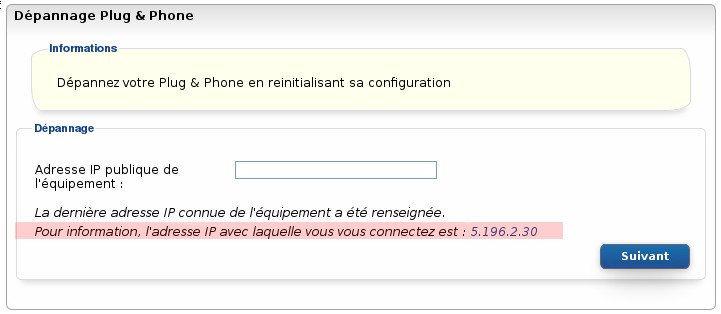 Dépannage Plug & Phone
Informations
Dépannez votre Plug & Phone en reinitialisant sa configuration
Dépannage
Adresse IP publique de
l'équipement :
La dernière adresse IP connue de l'équipement a été renseignée.
Pour information, l'adresse IP avec laquelle vous vous connectez est : 5.196.2.30
Suivant